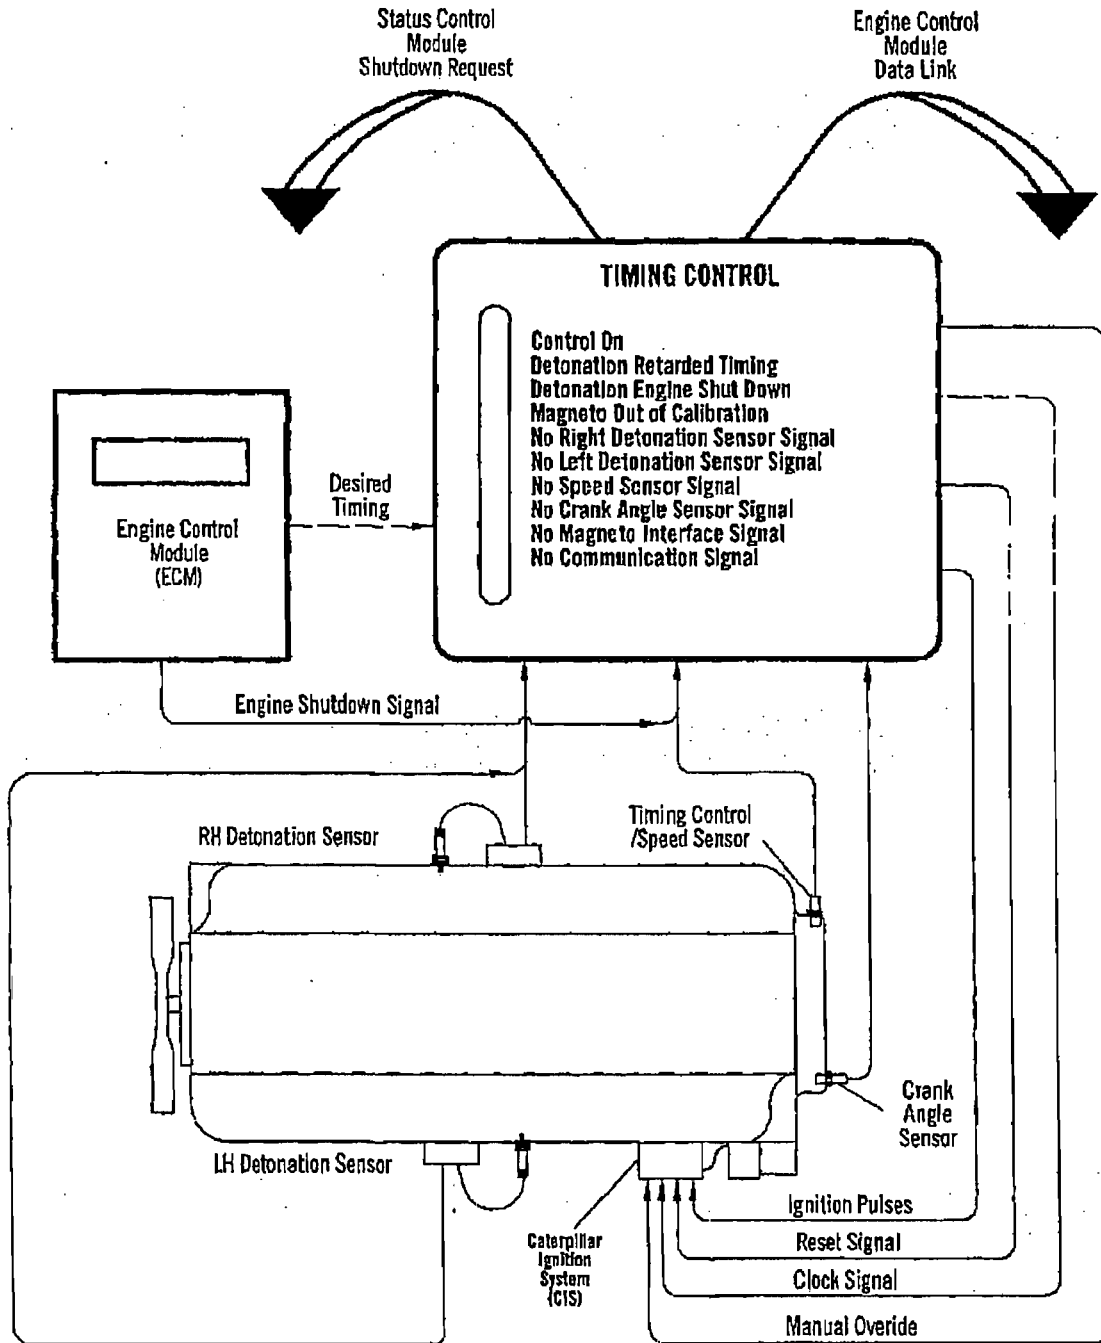 Status Control
Module
Shutdown Request
Engine Control
Module
Data Link
TIMING CONTROL
Control On
Detonation Retarded Timing
Detonation Engine Shut Down
Magneto Out of Calibration
No Right Detonation Sensor Signal
No Left Detonation Sensor Signal
No Speed Sensor Signal
No Crank Angle Sensor Signal
No Magneto Interface Signal
No Communication Signal
Engine Control
Module
(ECM)
Desired
Timing
Engine Shutdown Signal
RH Detonation Sensor
Timing Control
/Speed Sensor
LH Detonation Sensor
Crank
Angle
Sensor
Caterpillar
Ignition
System
(CIS)
Ignition Pulses
Reset Signal
Clock Signal
Manual Overide